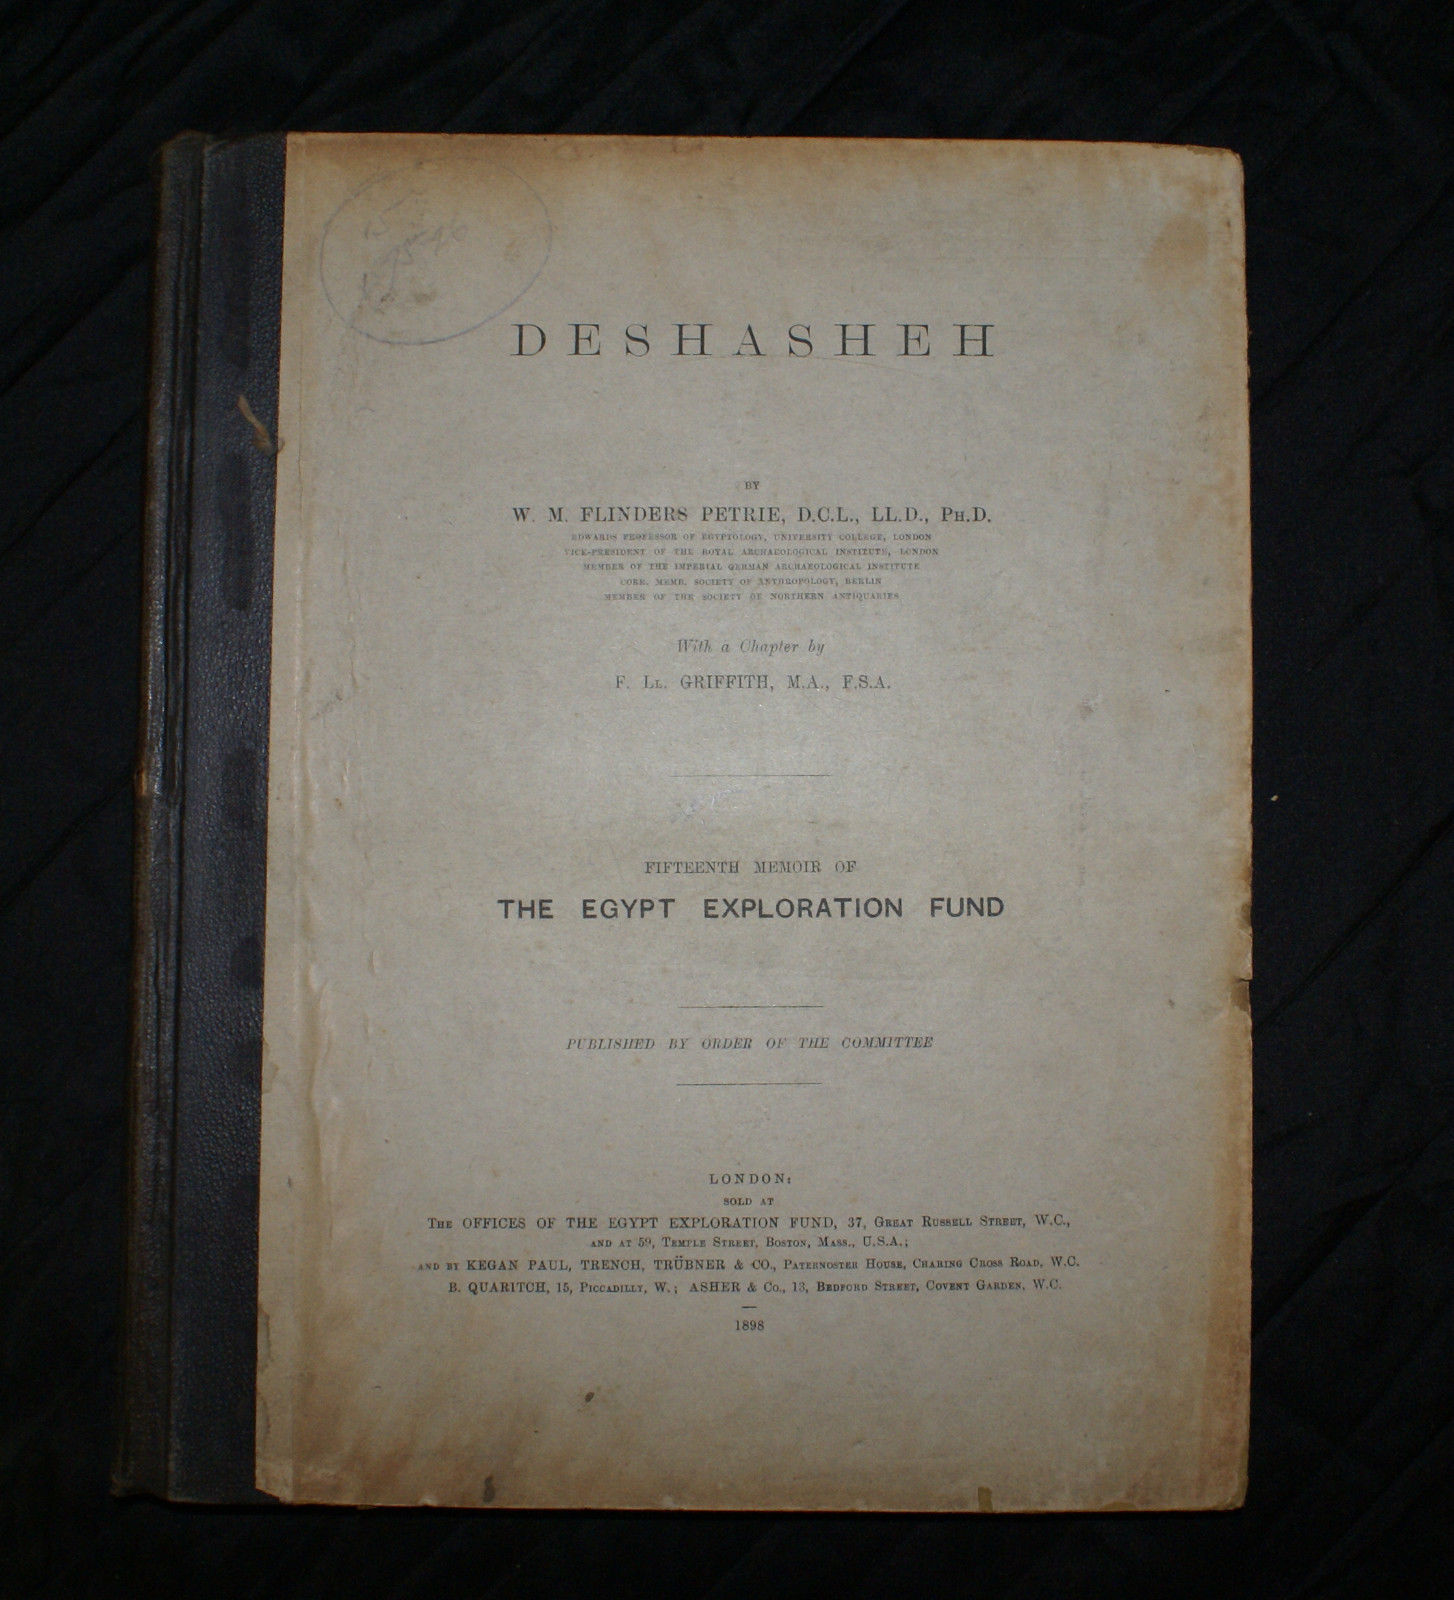 DESHASHEH
BY
W. M. FLINDERS PETRIE, D.C.L., LL.D., PH.D.
EDWARDS PROFESSOR OF EGYPTOLOGY, UNIVERSITY COLLEGE, LONDON
VICE-PRESIDENT OF THE ROYAL ARCHAEOLOGICAL INSTITUTE, LONDON
MEMBER OF THE IMPERIAL GERMAN ARCHAEOLOGICAL INSTITUTE
CORR. MEMB. SOCIETY OF ANTHROPOLOGY, BERLIN
MEMBER OF THE SOCIETY OF NORTHERN ANTIQUARIES
With a Chapter by
F. LL. GRIFFITH, M.A., F.S.A.
FIFTEENTH MEMOIR OF
THE EGYPT EXPLORATION FUND
PUBLISHED BY ORDER OF THE COMMITTEE
LONDON:
SOLD AT
THE OFFICES OF THE EGYPT EXPLORATION FUND, 37, GREAT RUSSELL STREET, W.C.,
AND AT 59, TEMPLE STREET, BOSTON, MASS., U.S.A.;
AND BY KEGAN PAUL, TRENCH, TRÜBNER & CO., PATERNOSTER HOUSE, CHARING CROSS ROAD, W.C.
B. QUARITCH, 15, PICCADILLY, W.; ASHER & CO., 13, BEDFORD STREET, COVENT GARDEN, W.C.
1898